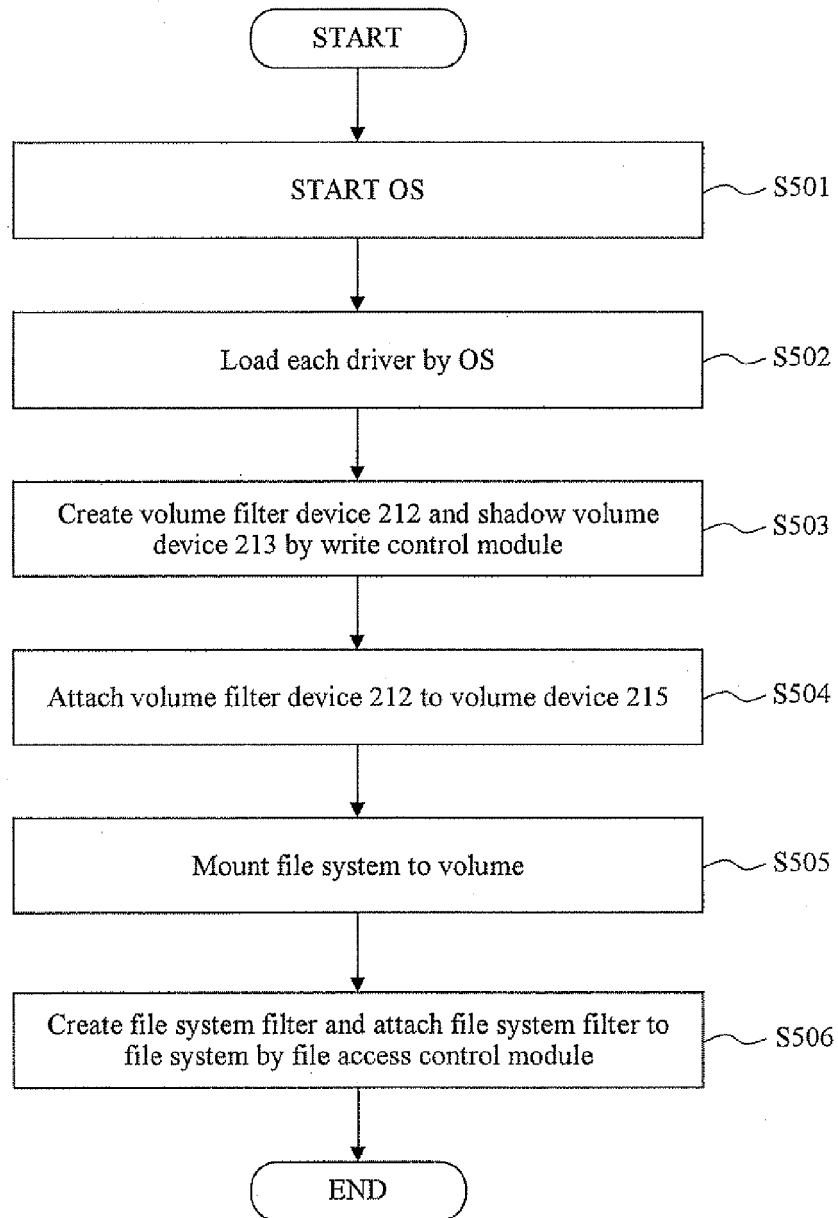 START
START OS
S501
Load each driver by OS
S502
Create volume filter device 212 and shadow volume
device 213 by write control module
S503
Attach volume filter device 212 to volume device 215
S504
Mount file system to volume
S505
Create file system filter and attach file system filter to
file system by file access control module
S506
END